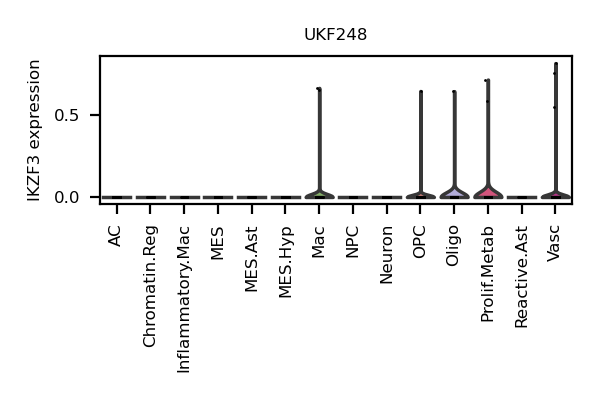 UKF248
IKZF3 expression
0.5
0.0
AC
Chromatin.Reg
Inflammatory.Mac
MES
MES.Ast
MES.Hyp
Mac
NPC
Neuron
OPC
Oligo
Prolif.Metab
Reactive.Ast
Vasc